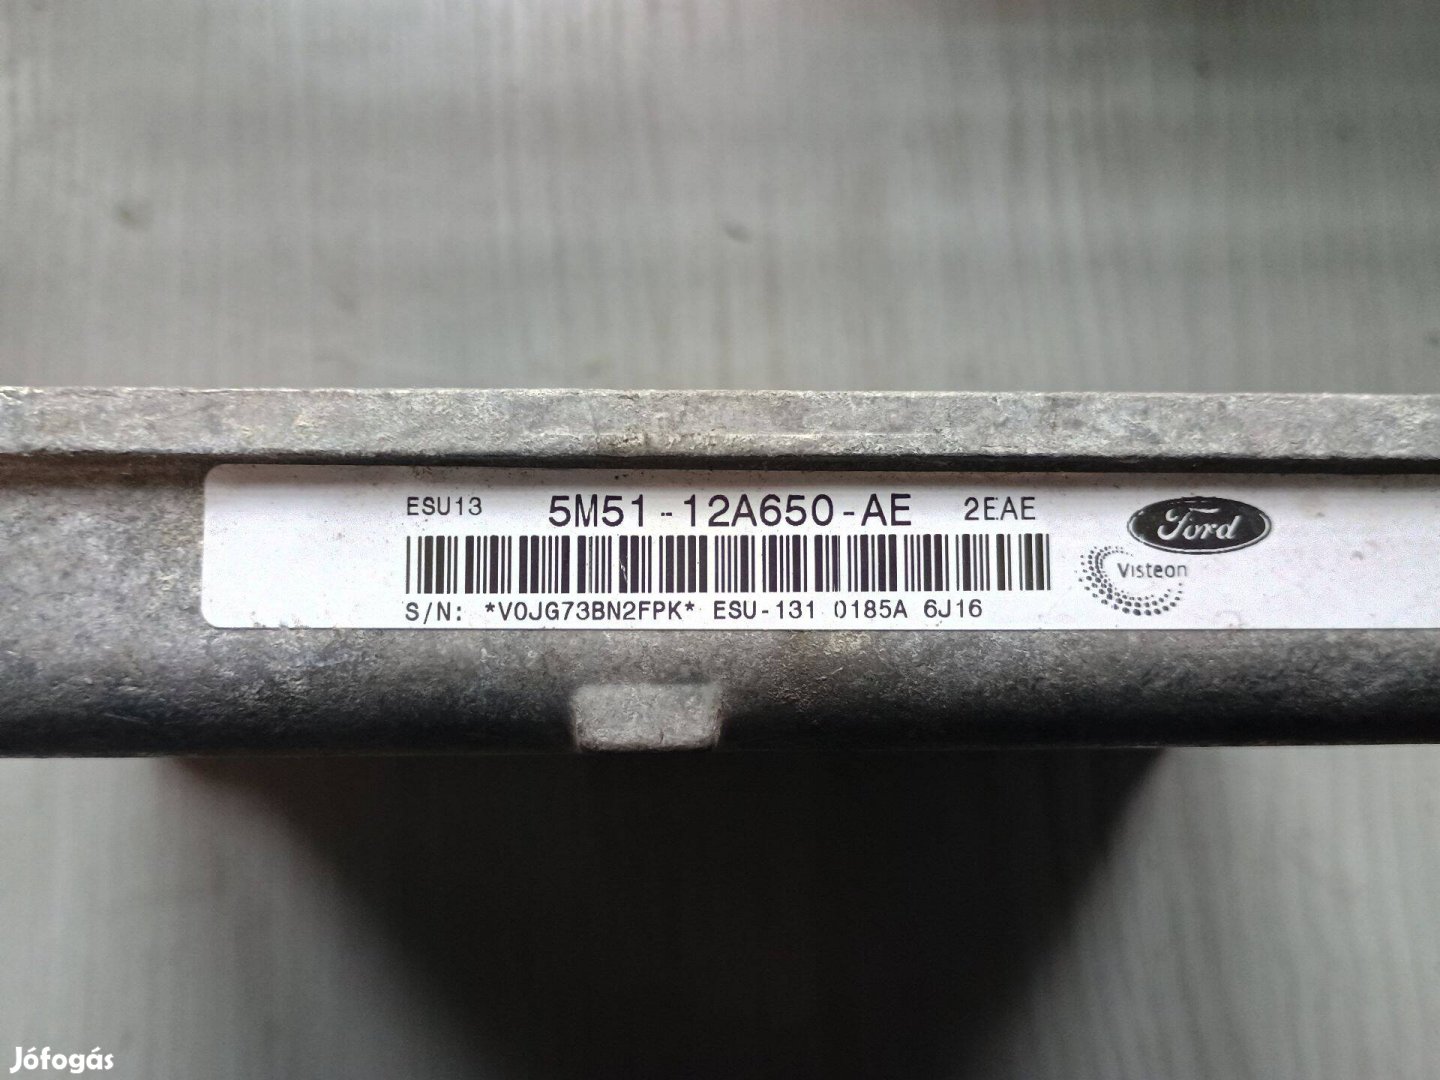 ESU13 5M51-12A650-AE 2EAE
Ford
Visteon
S/N: *V0JG73BN2FPK* ESU-131 0185A 6J16
Jófogás